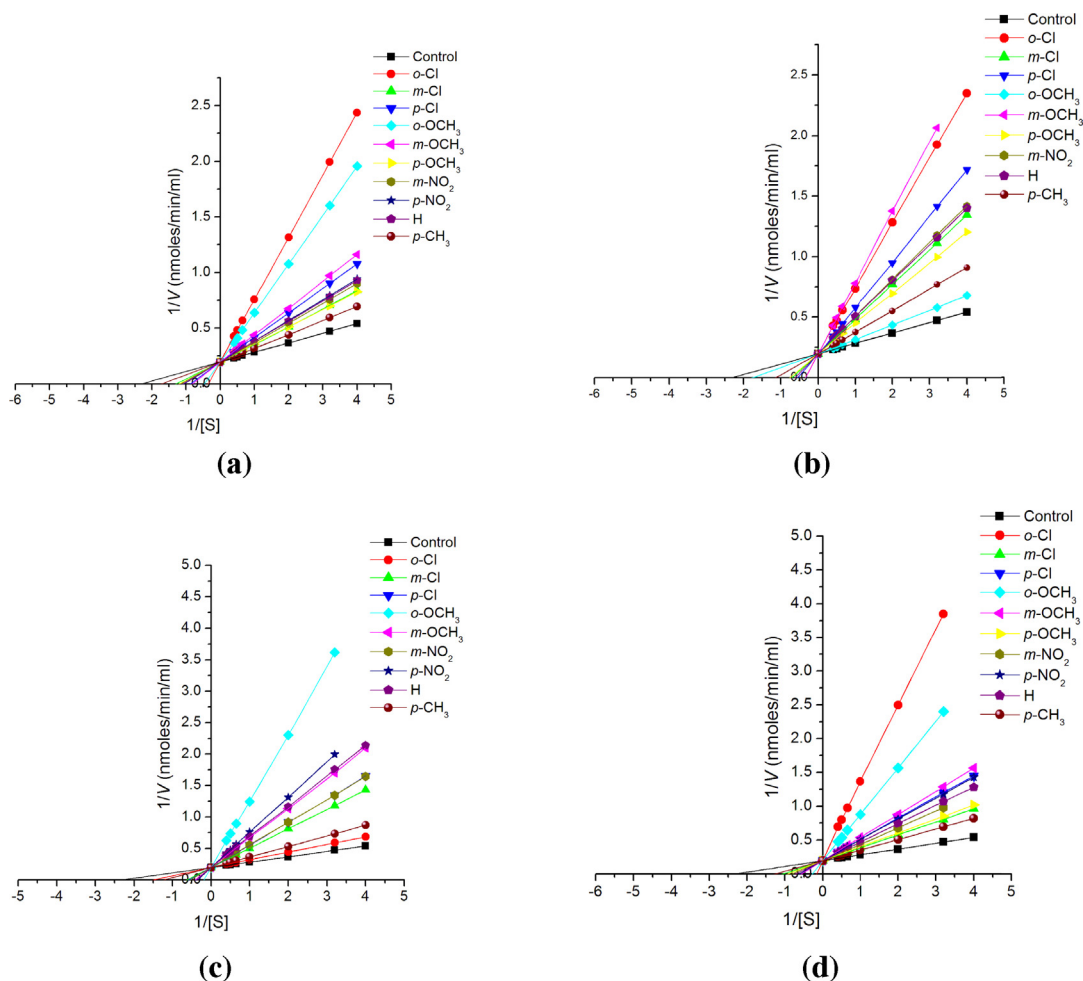 Control
o-Cl
m-Cl
p-Cl
o-OCH3
m-OCH3
p-OCH3
m-NO2
p-NO2
H
p-CH3
1/V (nmoles/min/ml)
2.5
2.0
1.5
1.0
0.5
0.0
-6 -5 -4 -3 -2 -1 0 1 2 3 4 5
1/[S]
(a)
Control
o-Cl
m-Cl
p-Cl
o-OCH3
m-OCH3
p-OCH3
m-NO2
H
p-CH3
1/V (nmoles/min/ml)
2.5
2.0
1.5
1.0
0.5
0.0
-6 -5 -4 -3 -2 -1 0 1 2 3 4 5
1/[S]
(b)
Control
o-Cl
m-Cl
p-Cl
o-OCH3
m-OCH3
m-NO2
p-NO2
H
p-CH3
1/V (nmoles/min/ml)
5.0
4.5
4.0
3.5
3.0
2.5
2.0
1.5
1.0
0.5
0.0
-5 -4 -3 -2 -1 0 1 2 3 4 5
1/[S]
(c)
Control
o-Cl
m-Cl
p-Cl
o-OCH3
m-OCH3
p-OCH3
m-NO2
p-NO2
H
p-CH3
1/V (nmoles/min/ml)
5.0
4.5
4.0
3.5
3.0
2.5
2.0
1.5
1.0
0.5
0.0
-6 -5 -4 -3 -2 -1 0 1 2 3 4 5
1/[S]
(d)